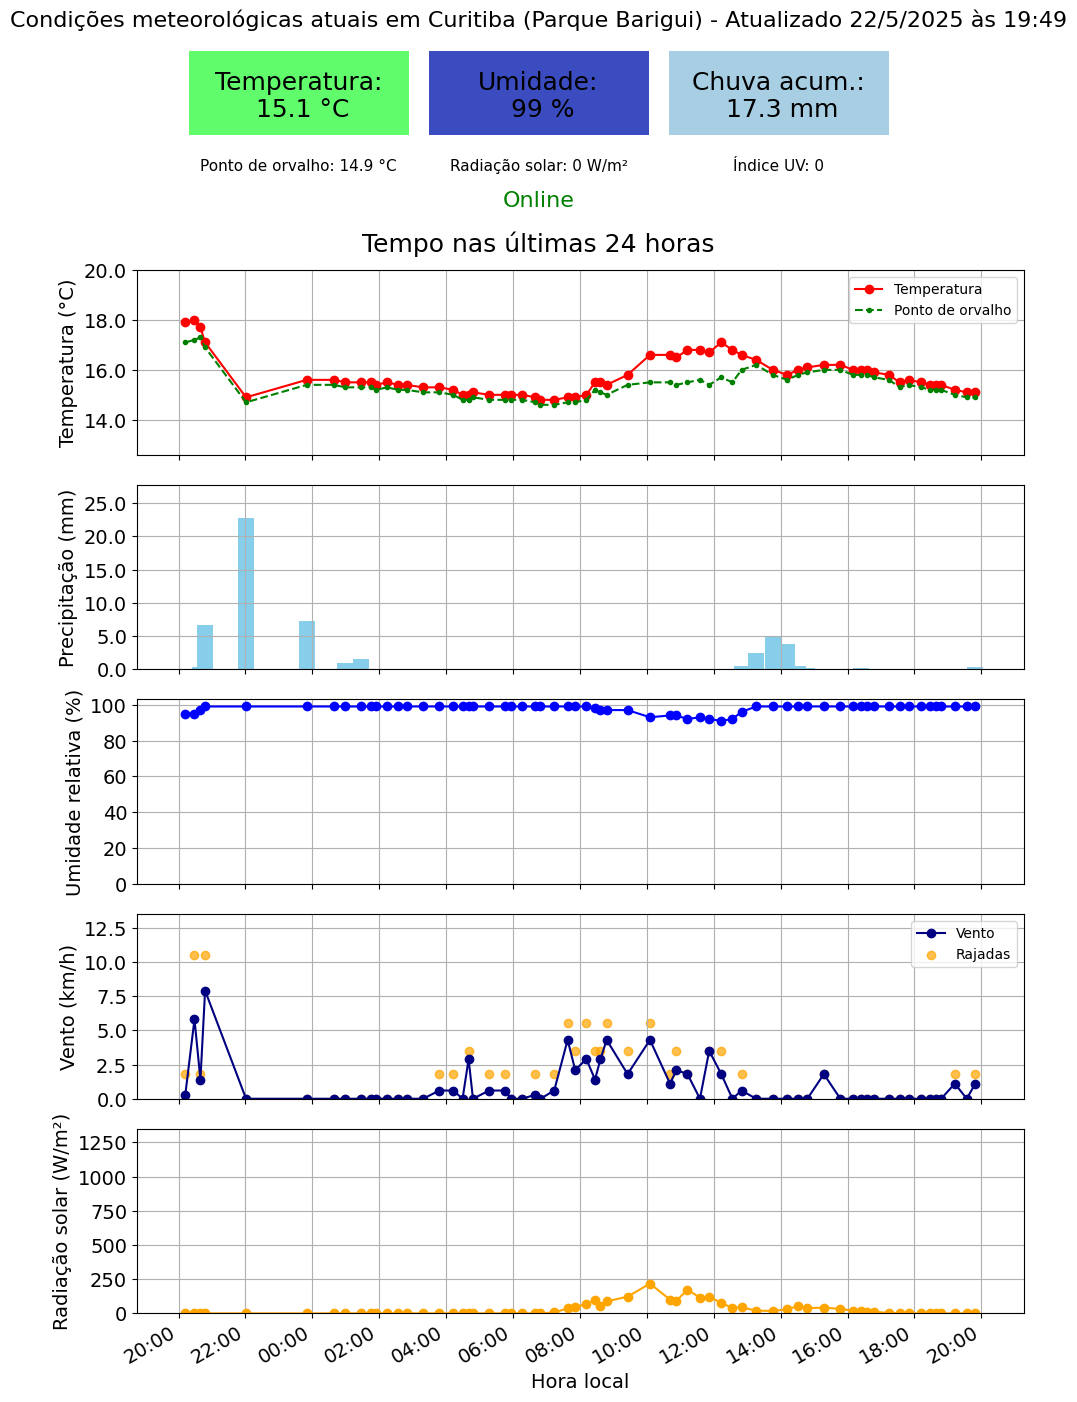 Condições meteorológicas atuais em Curitiba (Parque Barigui) - Atualizado 22/5/2025 às 19:49
Temperatura:
15.1 °C
Umidade:
99 %
Chuva acum.:
17.3 mm
Ponto de orvalho: 14.9 °C
Radiação solar: 0 W/m²
Índice UV: 0
Online
Tempo nas últimas 24 horas
Temperatura (°C)
20.0
18.0
16.0
14.0
Temperatura
Ponto de orvalho
Precipitação (mm)
25.0
20.0
15.0
10.0
5.0
0.0
Umidade relativa (%)
100
80
60
40
20
0
Vento (km/h)
12.5
10.0
7.5
5.0
2.5
0.0
Vento
Rajadas
Radiação solar (W/m²)
1250
1000
750
500
250
0
20:00
22:00
00:00
02:00
04:00
06:00
08:00
10:00
12:00
14:00
16:00
18:00
20:00
Hora local